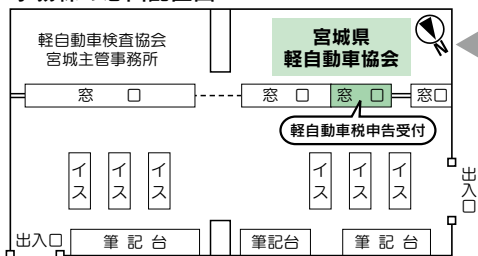 軽自動車検査協会
宮城主管事務所
宮城県
軽自動車協会
N
窓 口
窓 口
窓 口
窓口
軽自動車税申告受付
イス
イス
イス
イス
イス
イス
出入口
出入口
筆 記 台
筆記台
筆 記 台